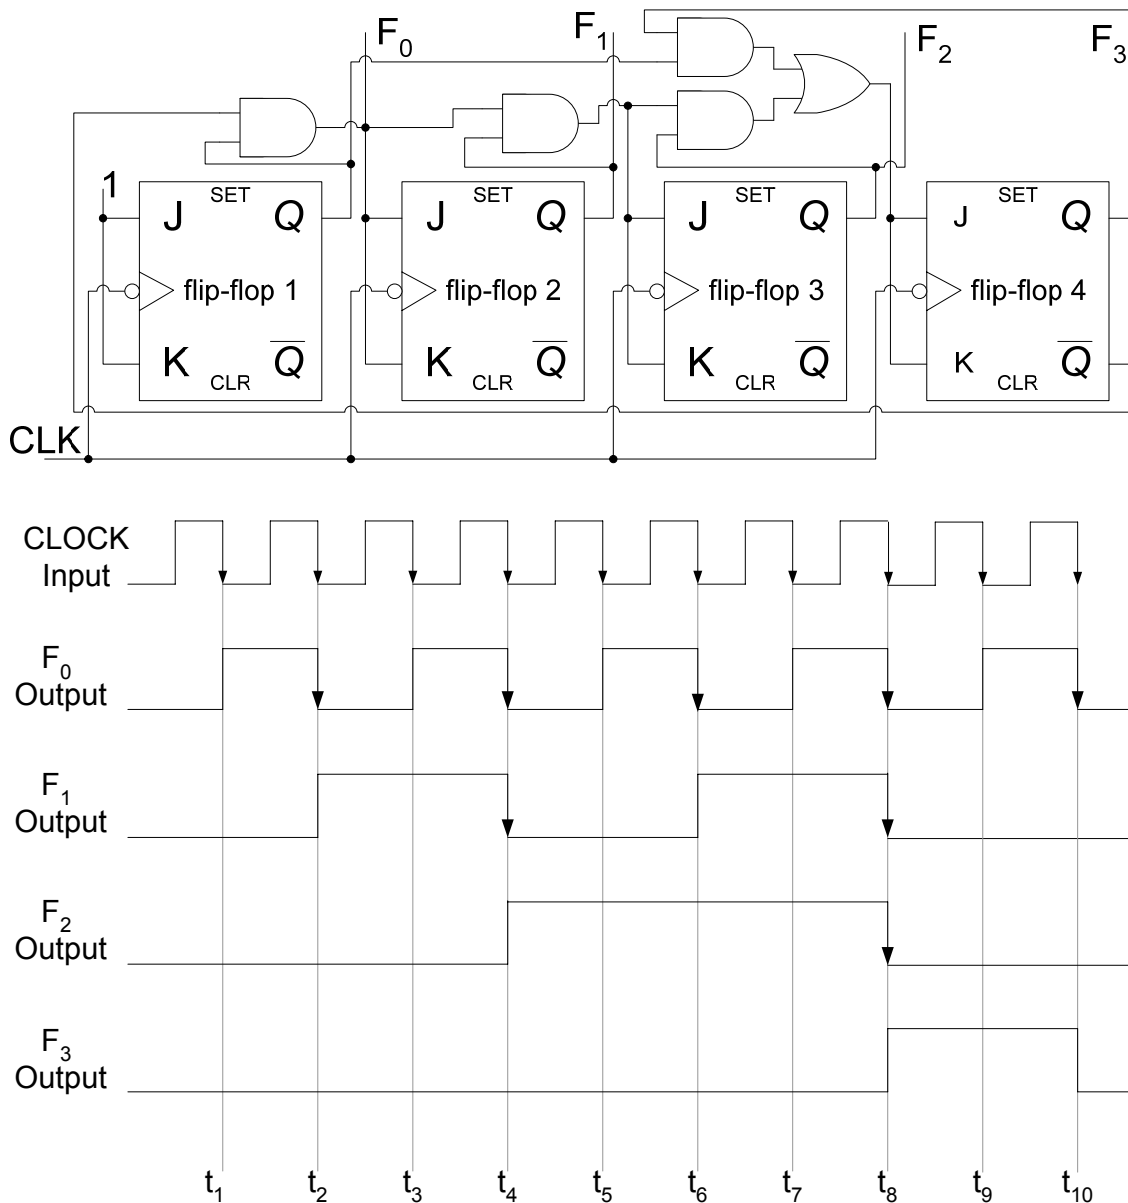 F0 F1 F2 F3
1
SET SET SET SET
J Q J Q J Q J Q
flip-flop 1 flip-flop 2 flip-flop 3 flip-flop 4
K Q K Q K Q K Q
CLR CLR CLR CLR
CLK
CLOCK
Input
F0
Output
F1
Output
F2
Output
F3
Output
t1 t2 t3 t4 t5 t6 t7 t8 t9 t10